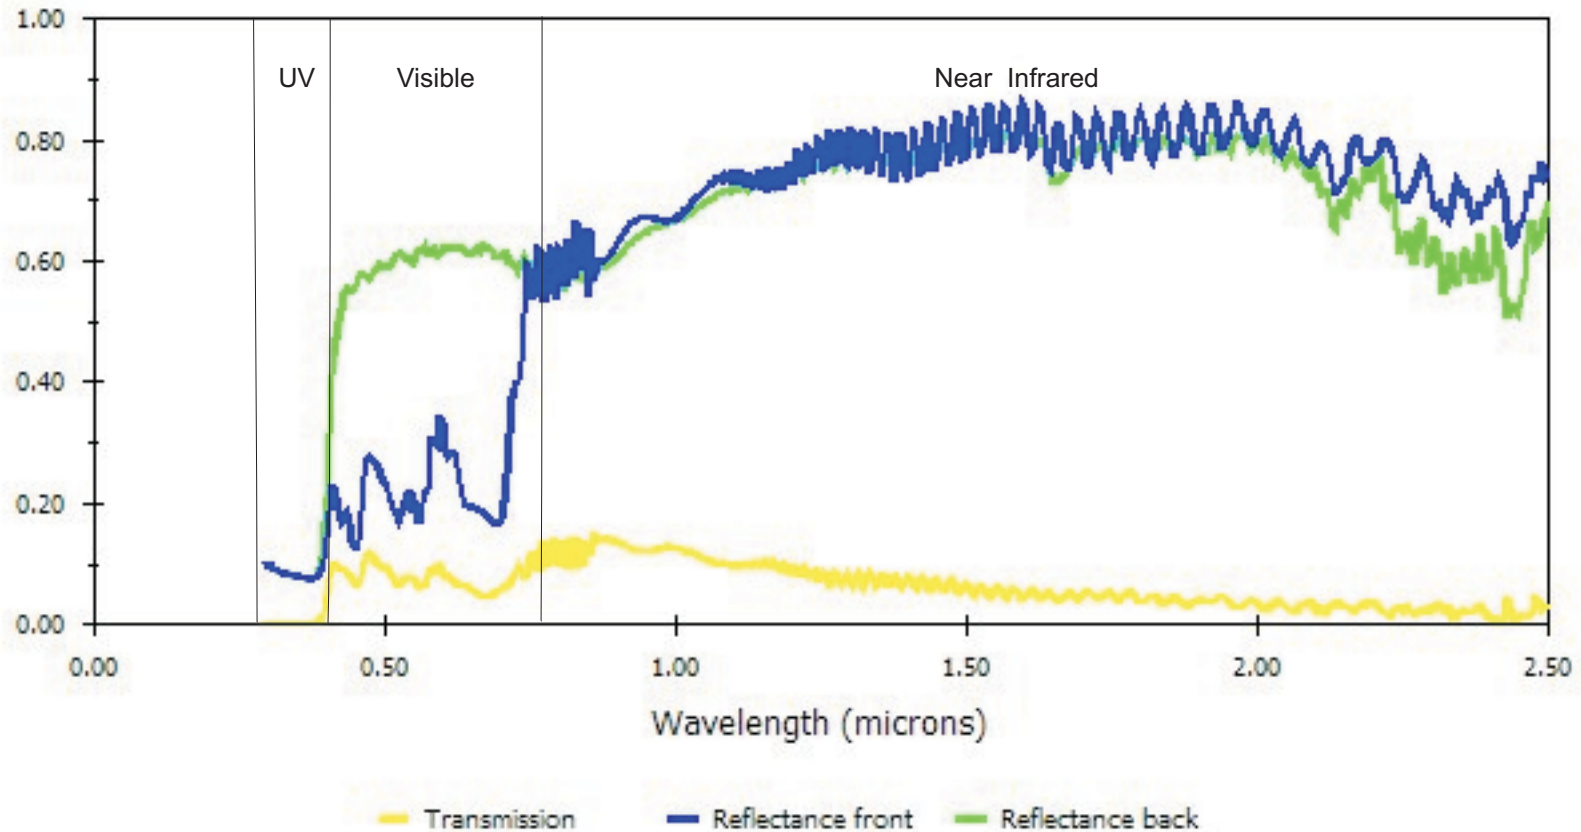 1.00
UV Visible Near Infrared
0.80
0.60
0.40
0.20
0.00
0.00 0.50 1.00 1.50 2.00 2.50
Wavelength (microns)
Transmission Reflectance front Reflectance back